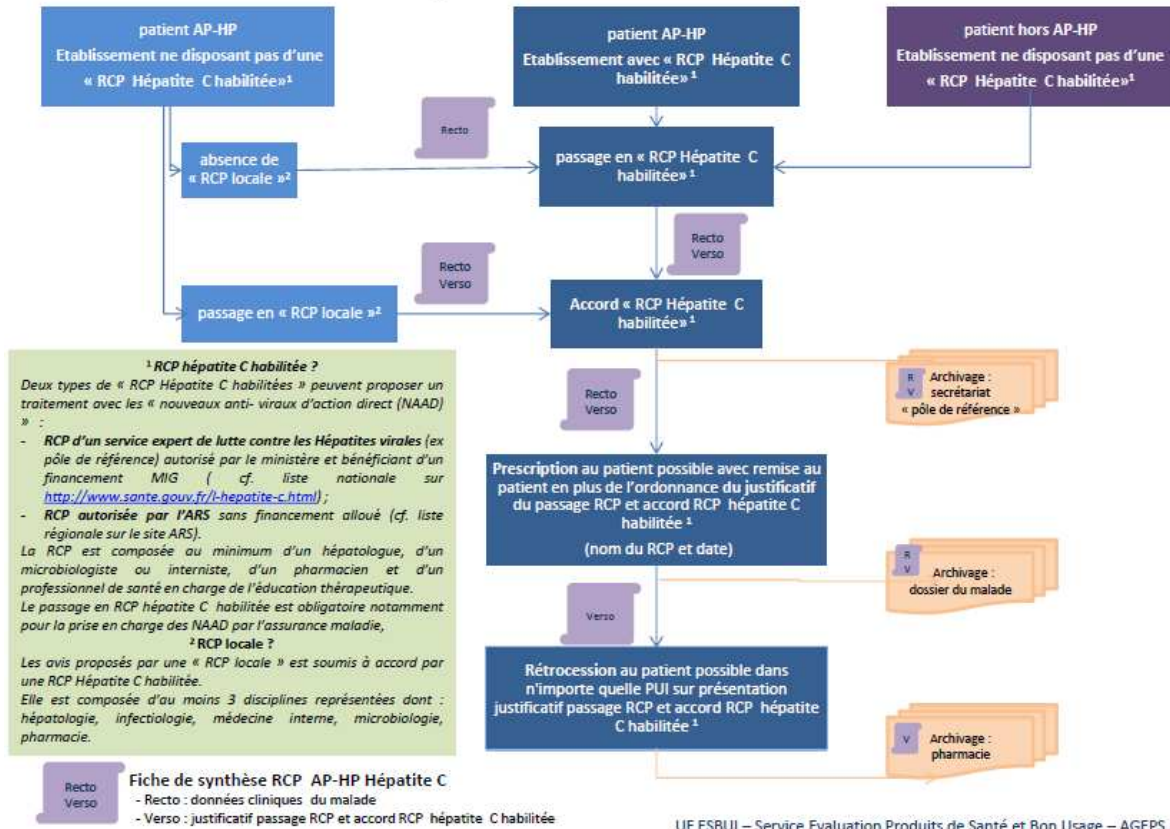 patient AP-HP
Etablissement ne disposant pas d'une
« RCP Hépatite C habilitée»¹
patient AP-HP
Etablissement avec « RCP Hépatite C
habilitée»¹
patient hors AP-HP
Etablissement ne disposant pas d'une
« RCP Hépatite C habilitée»¹
Recto
absence de
« RCP locale »²
passage en « RCP Hépatite C
habilitée» ¹
Recto
Verso
Recto
Verso
passage en « RCP locale »²
Accord « RCP Hépatite C
habilitée»¹
¹ RCP hépatite C habilitée ?
Deux types de « RCP Hépatite C habilitées » peuvent proposer un
traitement avec les « nouveaux anti- viraux d'action direct (NAAD)
» :
- RCP d'un service expert de lutte contre les Hépatites virales (ex
pôle de référence) autorisé par le ministère et bénéficiant d'un
financement MIG ( cf. liste nationale sur
http://www.sante.gouv.fr/l-hepatite-c.html) ;
- RCP autorisée par l'ARS sans financement alloué (cf. liste
régionale sur le site ARS).
La RCP est composée au minimum d'un hépatologue, d'un
microbiologiste ou interniste, d'un pharmacien et d'un
professionnel de santé en charge de l'éducation thérapeutique.
Le passage en RCP hépatite C habilitée est obligatoire notamment
pour la prise en charge des NAAD par l'assurance maladie,
² RCP locale ?
Les avis proposés par une « RCP locale » est soumis à accord par
une RCP Hépatite C habilitée.
Elle est composée d'au moins 3 disciplines représentées dont :
hépatologie, infectiologie, médecine interne, microbiologie,
pharmacie.
Recto
Verso
R
V
Archivage :
secrétariat
« pôle de référence »
Prescription au patient possible avec remise au
patient en plus de l'ordonnance du justificatif
du passage RCP et accord RCP hépatite C
habilitée ¹
(nom du RCP et date)
R
V
Archivage :
dossier du malade
Verso
Rétrocession au patient possible dans
n'importe quelle PUI sur présentation
justificatif passage RCP et accord RCP hépatite
C habilitée ¹
V
Archivage :
pharmacie
Recto
Verso
Fiche de synthèse RCP AP-HP Hépatite C
- Recto : données cliniques du malade
- Verso : justificatif passage RCP et accord RCP hépatite C habilitée
UF ESBUI – Service Evaluation Produits de Santé et Bon Usage – AGEPS